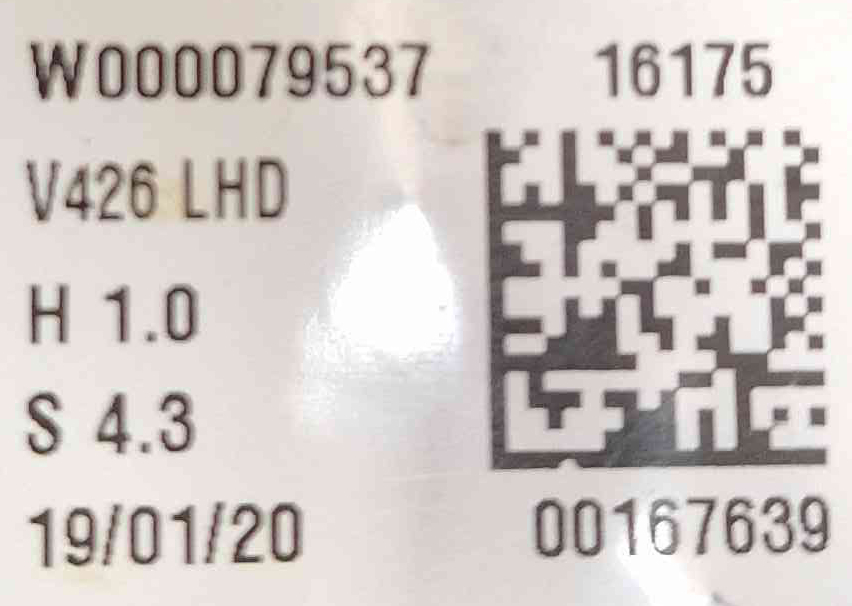 W000079537 16175
V426 LHD
H 1.0
S 4.3
19/01/20 00167639